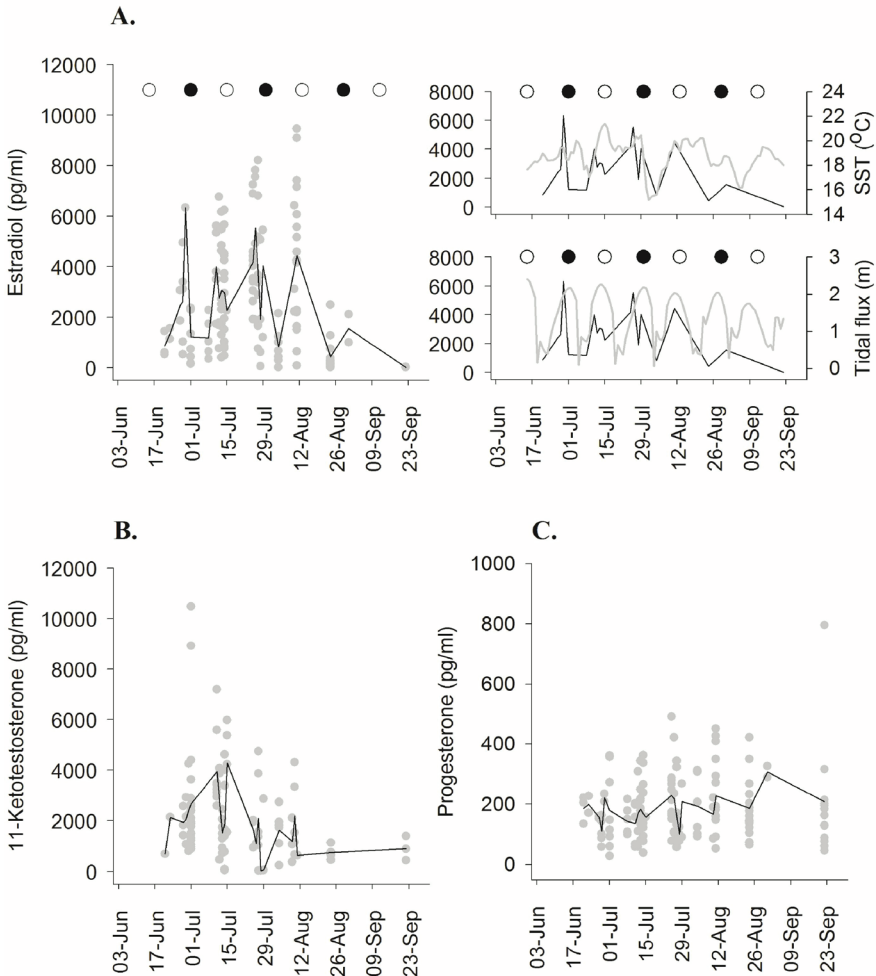 A.
Estradiol (pg/ml)
12000
10000
8000
6000
4000
2000
0
03-Jun
17-Jun
01-Jul
15-Jul
29-Jul
12-Aug
26-Aug
09-Sep
23-Sep
8000
6000
4000
2000
0
24
22
20
18
16
14
SST (°C)
8000
6000
4000
2000
0
3
2
1
0
Tidal flux (m)
03-Jun
17-Jun
01-Jul
15-Jul
29-Jul
12-Aug
26-Aug
09-Sep
23-Sep
B.
11-Ketotestosterone (pg/ml)
12000
10000
8000
6000
4000
2000
0
03-Jun
17-Jun
01-Jul
15-Jul
29-Jul
12-Aug
26-Aug
09-Sep
23-Sep
C.
Progesterone (pg/ml)
1000
800
600
400
200
0
03-Jun
17-Jun
01-Jul
15-Jul
29-Jul
12-Aug
26-Aug
09-Sep
23-Sep